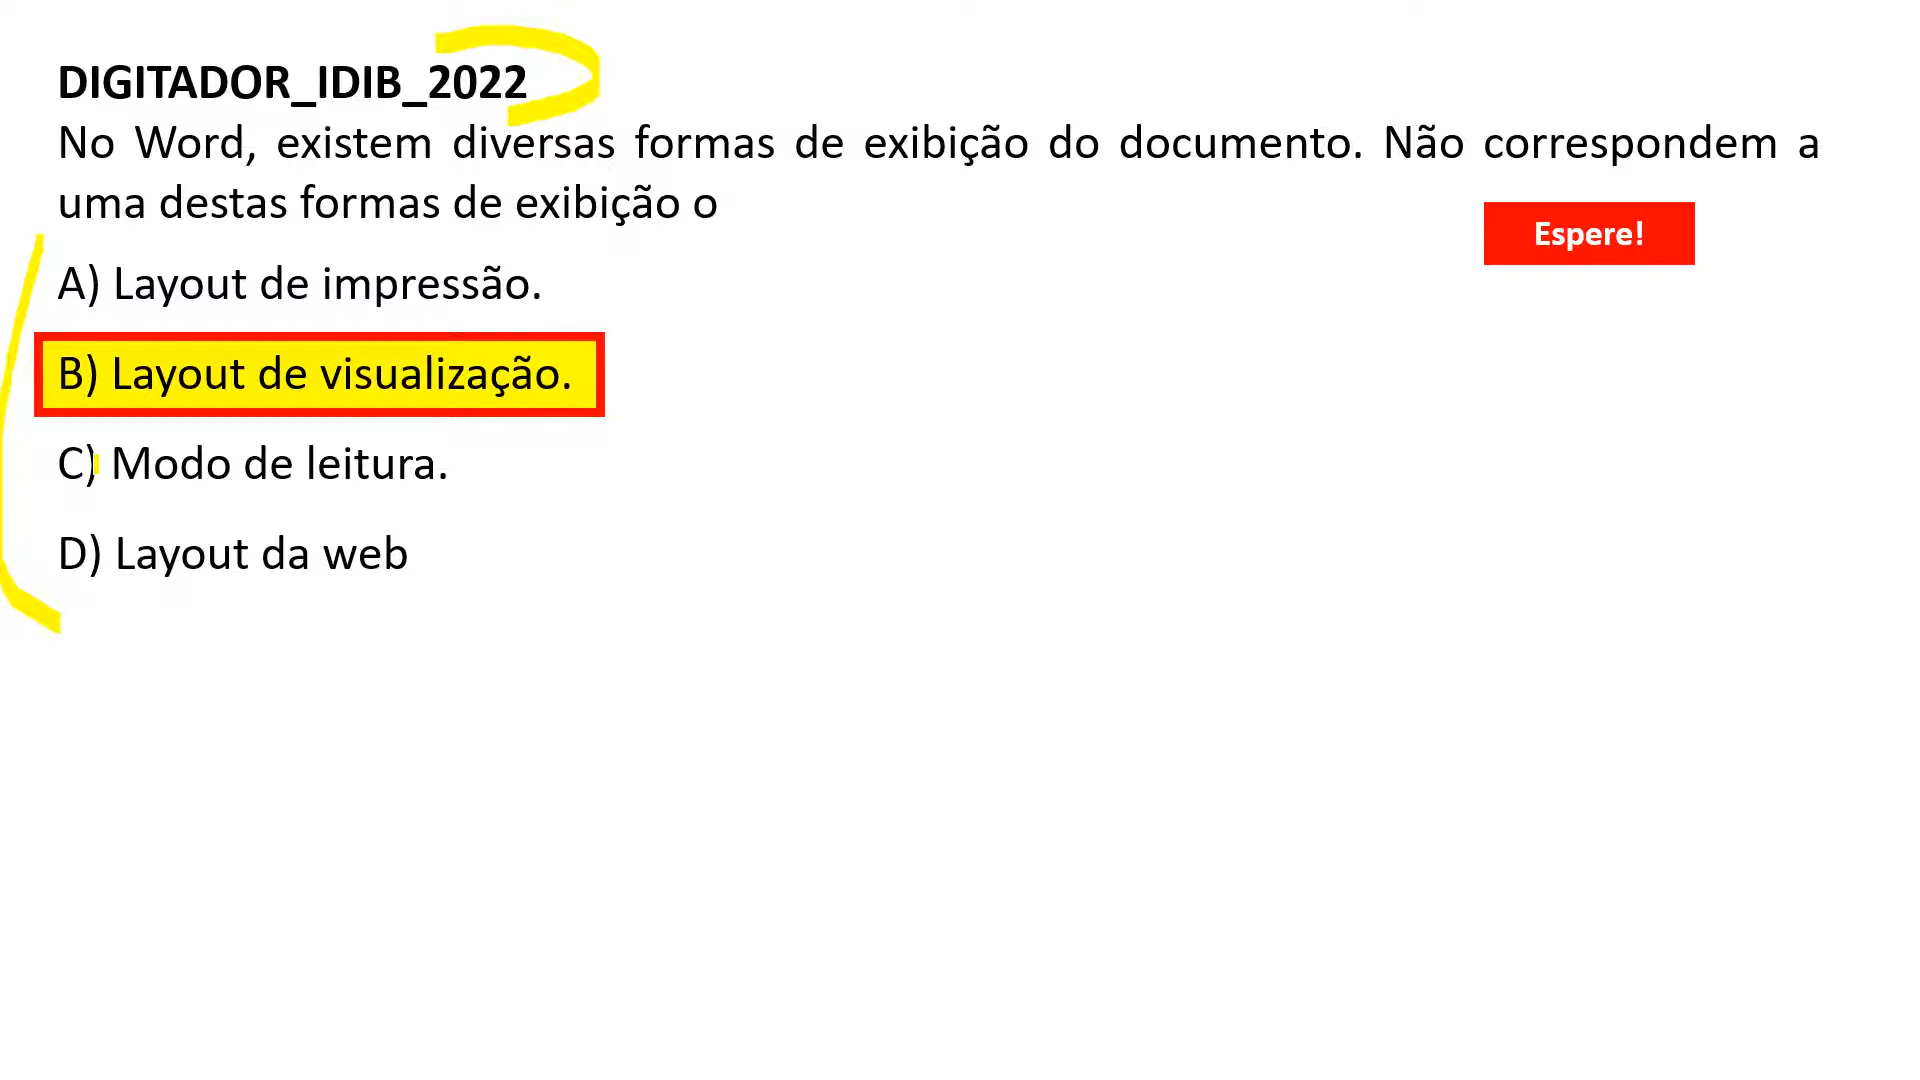 DIGITADOR_IDIB_2022
No Word, existem diversas formas de exibição do documento. Não correspondem a
uma destas formas de exibição o
Espere!
A) Layout de impressão.
B) Layout de visualização.
C) Modo de leitura.
D) Layout da web